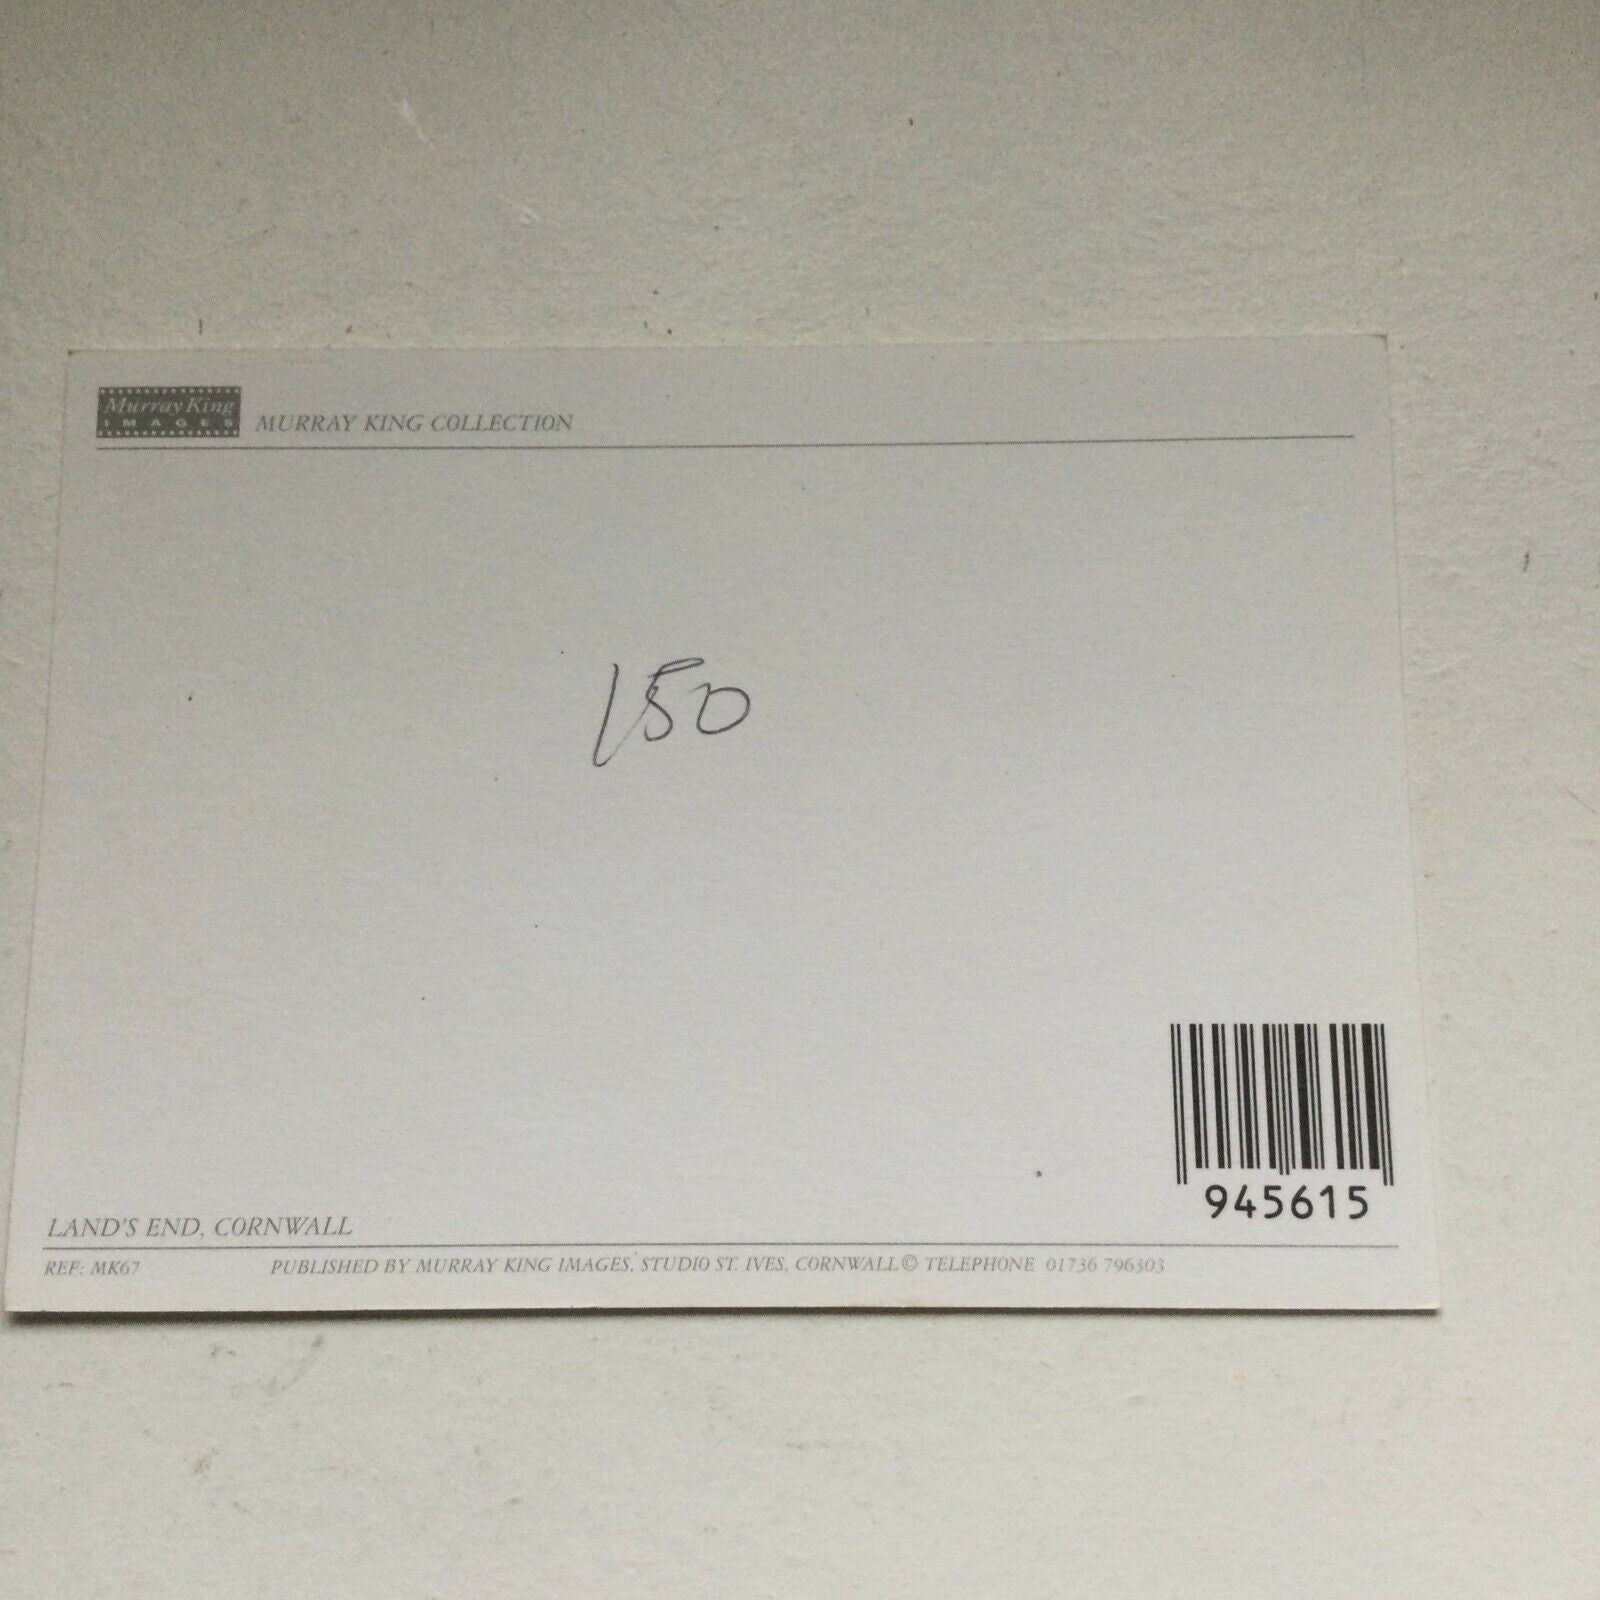 Murray King
IMAGES
MURRAY KING COLLECTION
150
945615
LAND'S END, CORNWALL
REF: MK67
PUBLISHED BY MURRAY KING IMAGES, STUDIO ST. IVES, CORNWALL © TELEPHONE 01736 796303